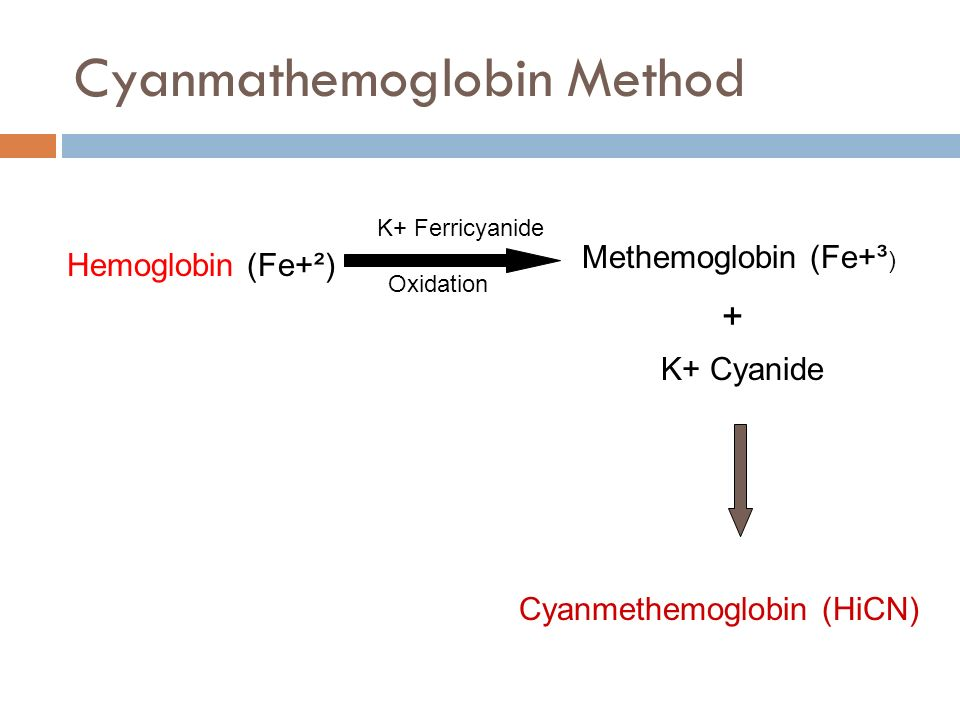 Cyanmathemoglobin Method
K+ Ferricyanide
Hemoglobin (Fe+²)
Oxidation
Methemoglobin (Fe+³)
+
K+ Cyanide
Cyanmethemoglobin (HiCN)